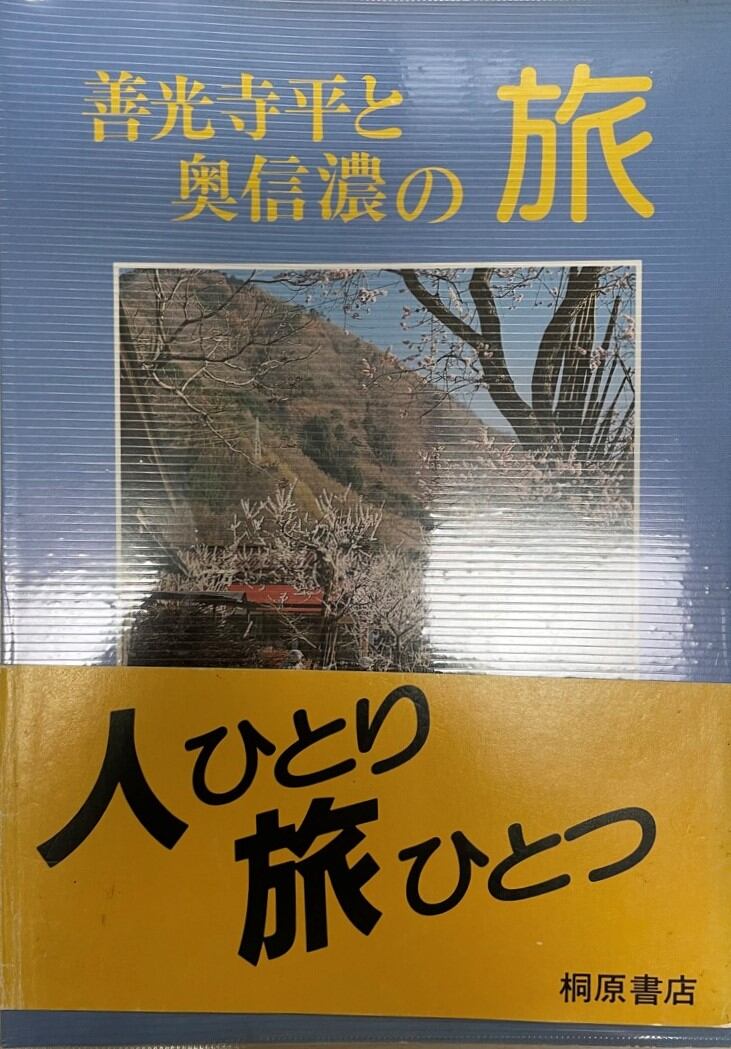 善光寺平と
奥信濃の旅
人ひとり
旅ひとつ
桐原書店